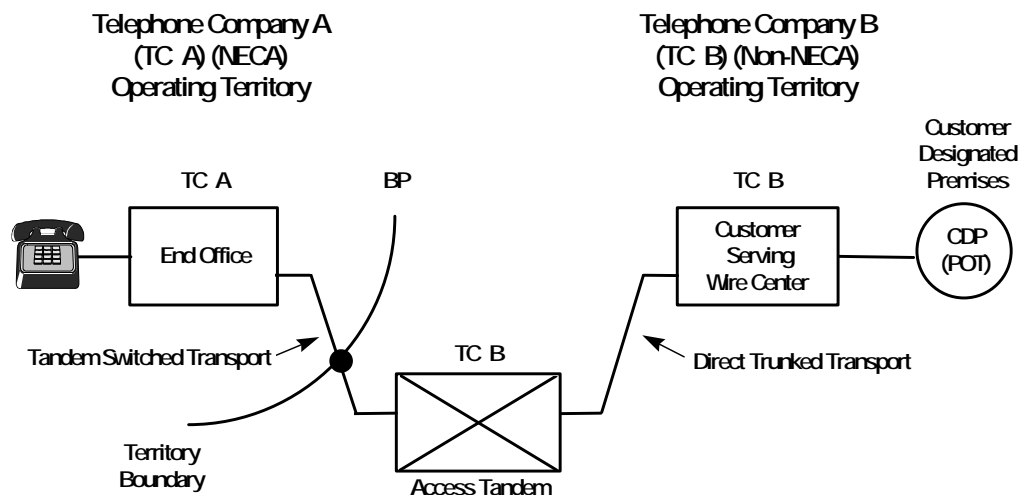 Telephone Company A
(TC A) (NECA)
Operating Territory
Telephone Company B
(TC B) (Non-NECA)
Operating Territory
Customer
Designated
Premises
TC A
BP
TC B
End Office
Customer
Serving
Wire Center
CDP
(POT)
Tandem Switched Transport
TC B
Direct Trunked Transport
Territory
Boundary
Access Tandem